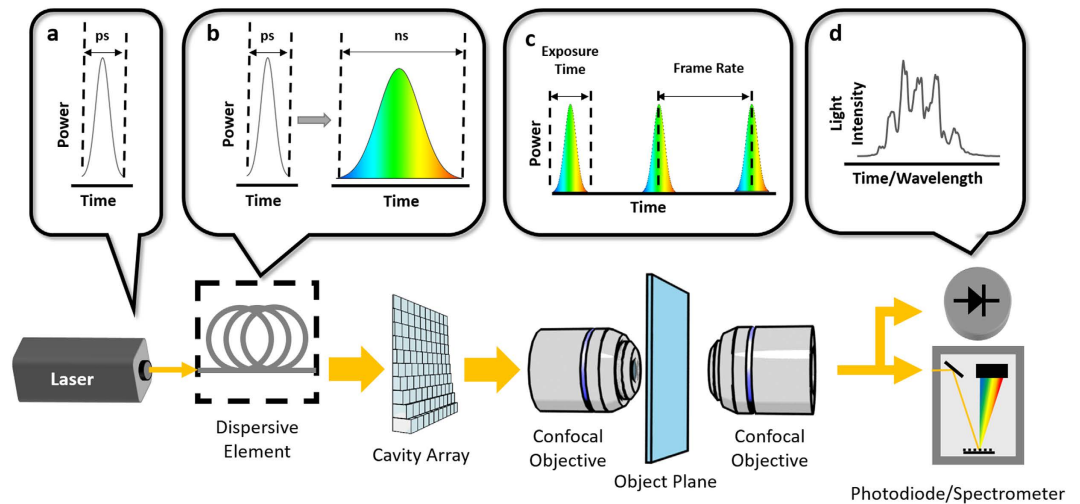 a
ps
Power
Time
b
ps
ns
Power
Time
Time
c
Exposure
Time
Frame Rate
Power
Time
d
Light
Intensity
Time/Wavelength
Laser
Dispersive
Element
Cavity Array
Confocal
Objective
Object Plane
Confocal
Objective
Photodiode/Spectrometer